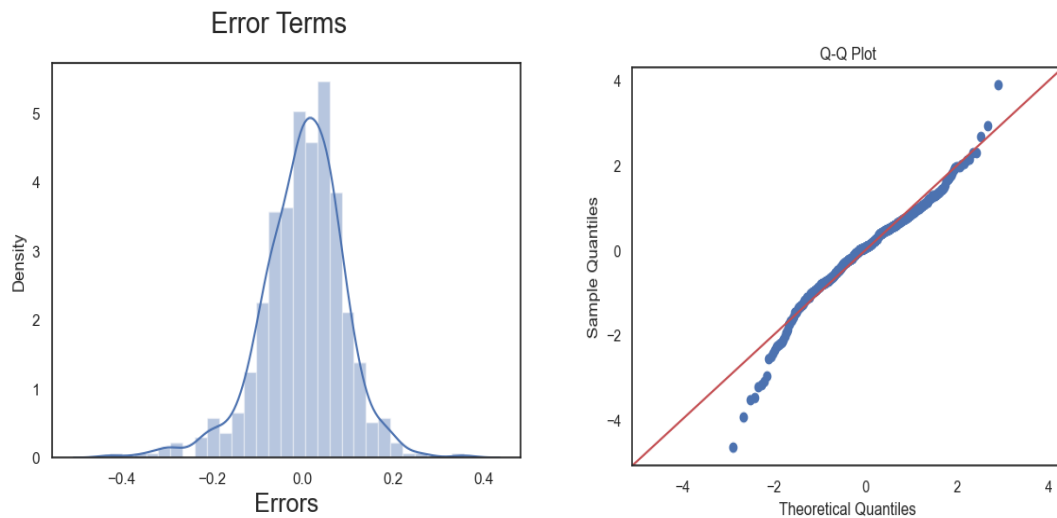 Error Terms
5
4
3
2
1
0
Density
−0.4 −0.2 0.0 0.2 0.4
Errors
Q-Q Plot
4
2
0
−2
−4
Sample Quantiles
−4 −2 0 2 4
Theoretical Quantiles